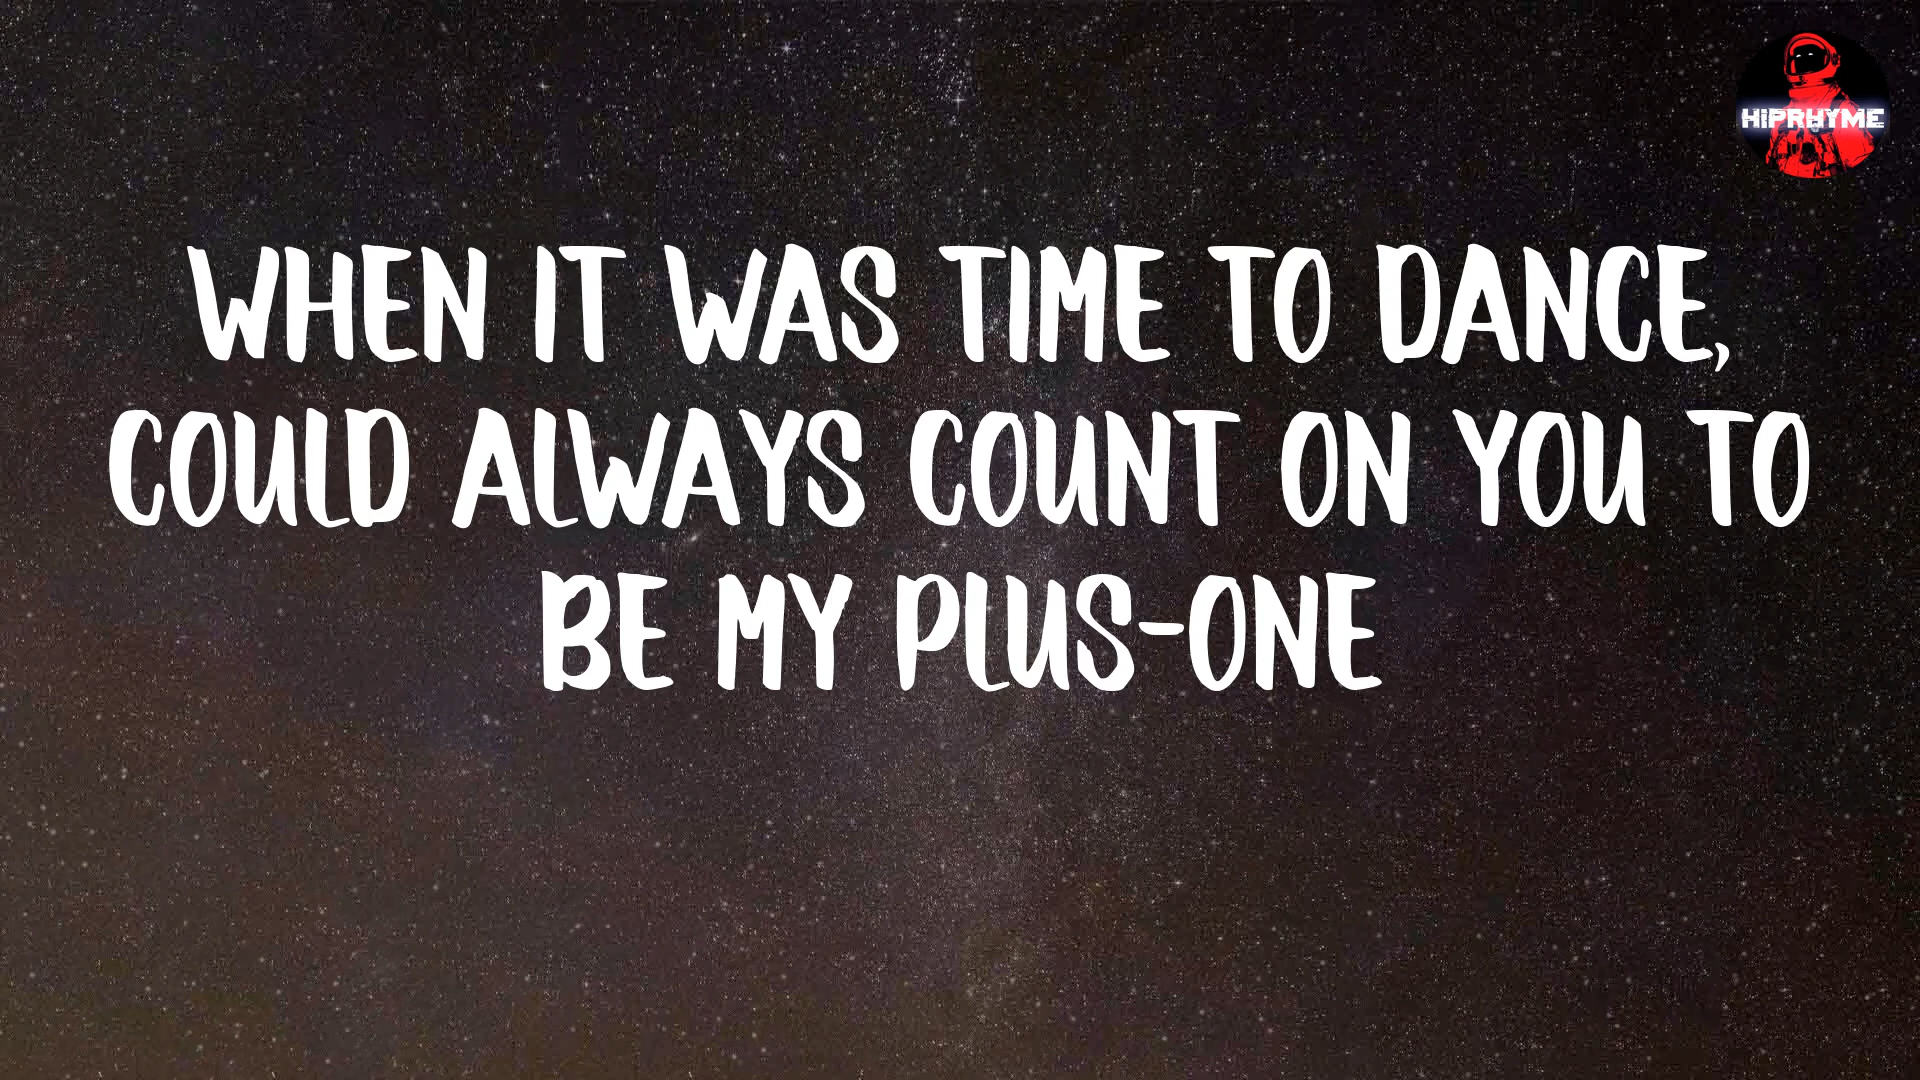 HIPRHYME
WHEN IT WAS TIME TO DANCE,
COULD ALWAYS COUNT ON YOU TO
BE MY PLUS-ONE